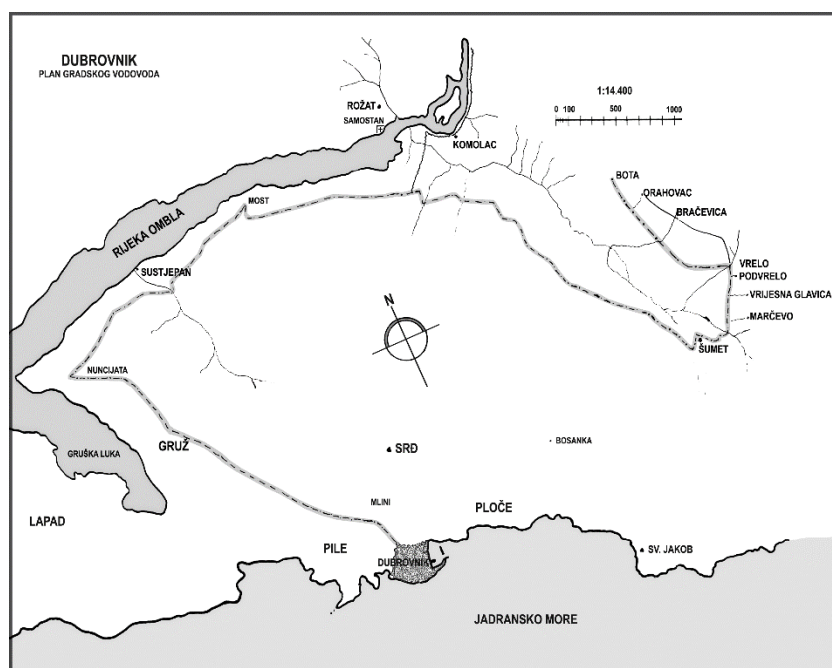 DUBROVNIK
PLAN GRADSKOG VODOVODA
1:14.400
0 100 500 1000
ROŽAT
SAMOSTAN
KOMOLAC
BOTA
ORAHOVAC
BRAČEVICA
MOST
RIJEKA OMBLA
VRELO
PODVRELO
SUSTJEPAN
VRIJESNA GLAVICA
MARČEVO
N
ŠUMET
NUNCIJATA
GRUŽ
BOSANKA
SRĐ
GRUŠKA LUKA
MLINI
PLOČE
LAPAD
PILE
SV. JAKOB
DUBROVNIK
JADRANSKO MORE